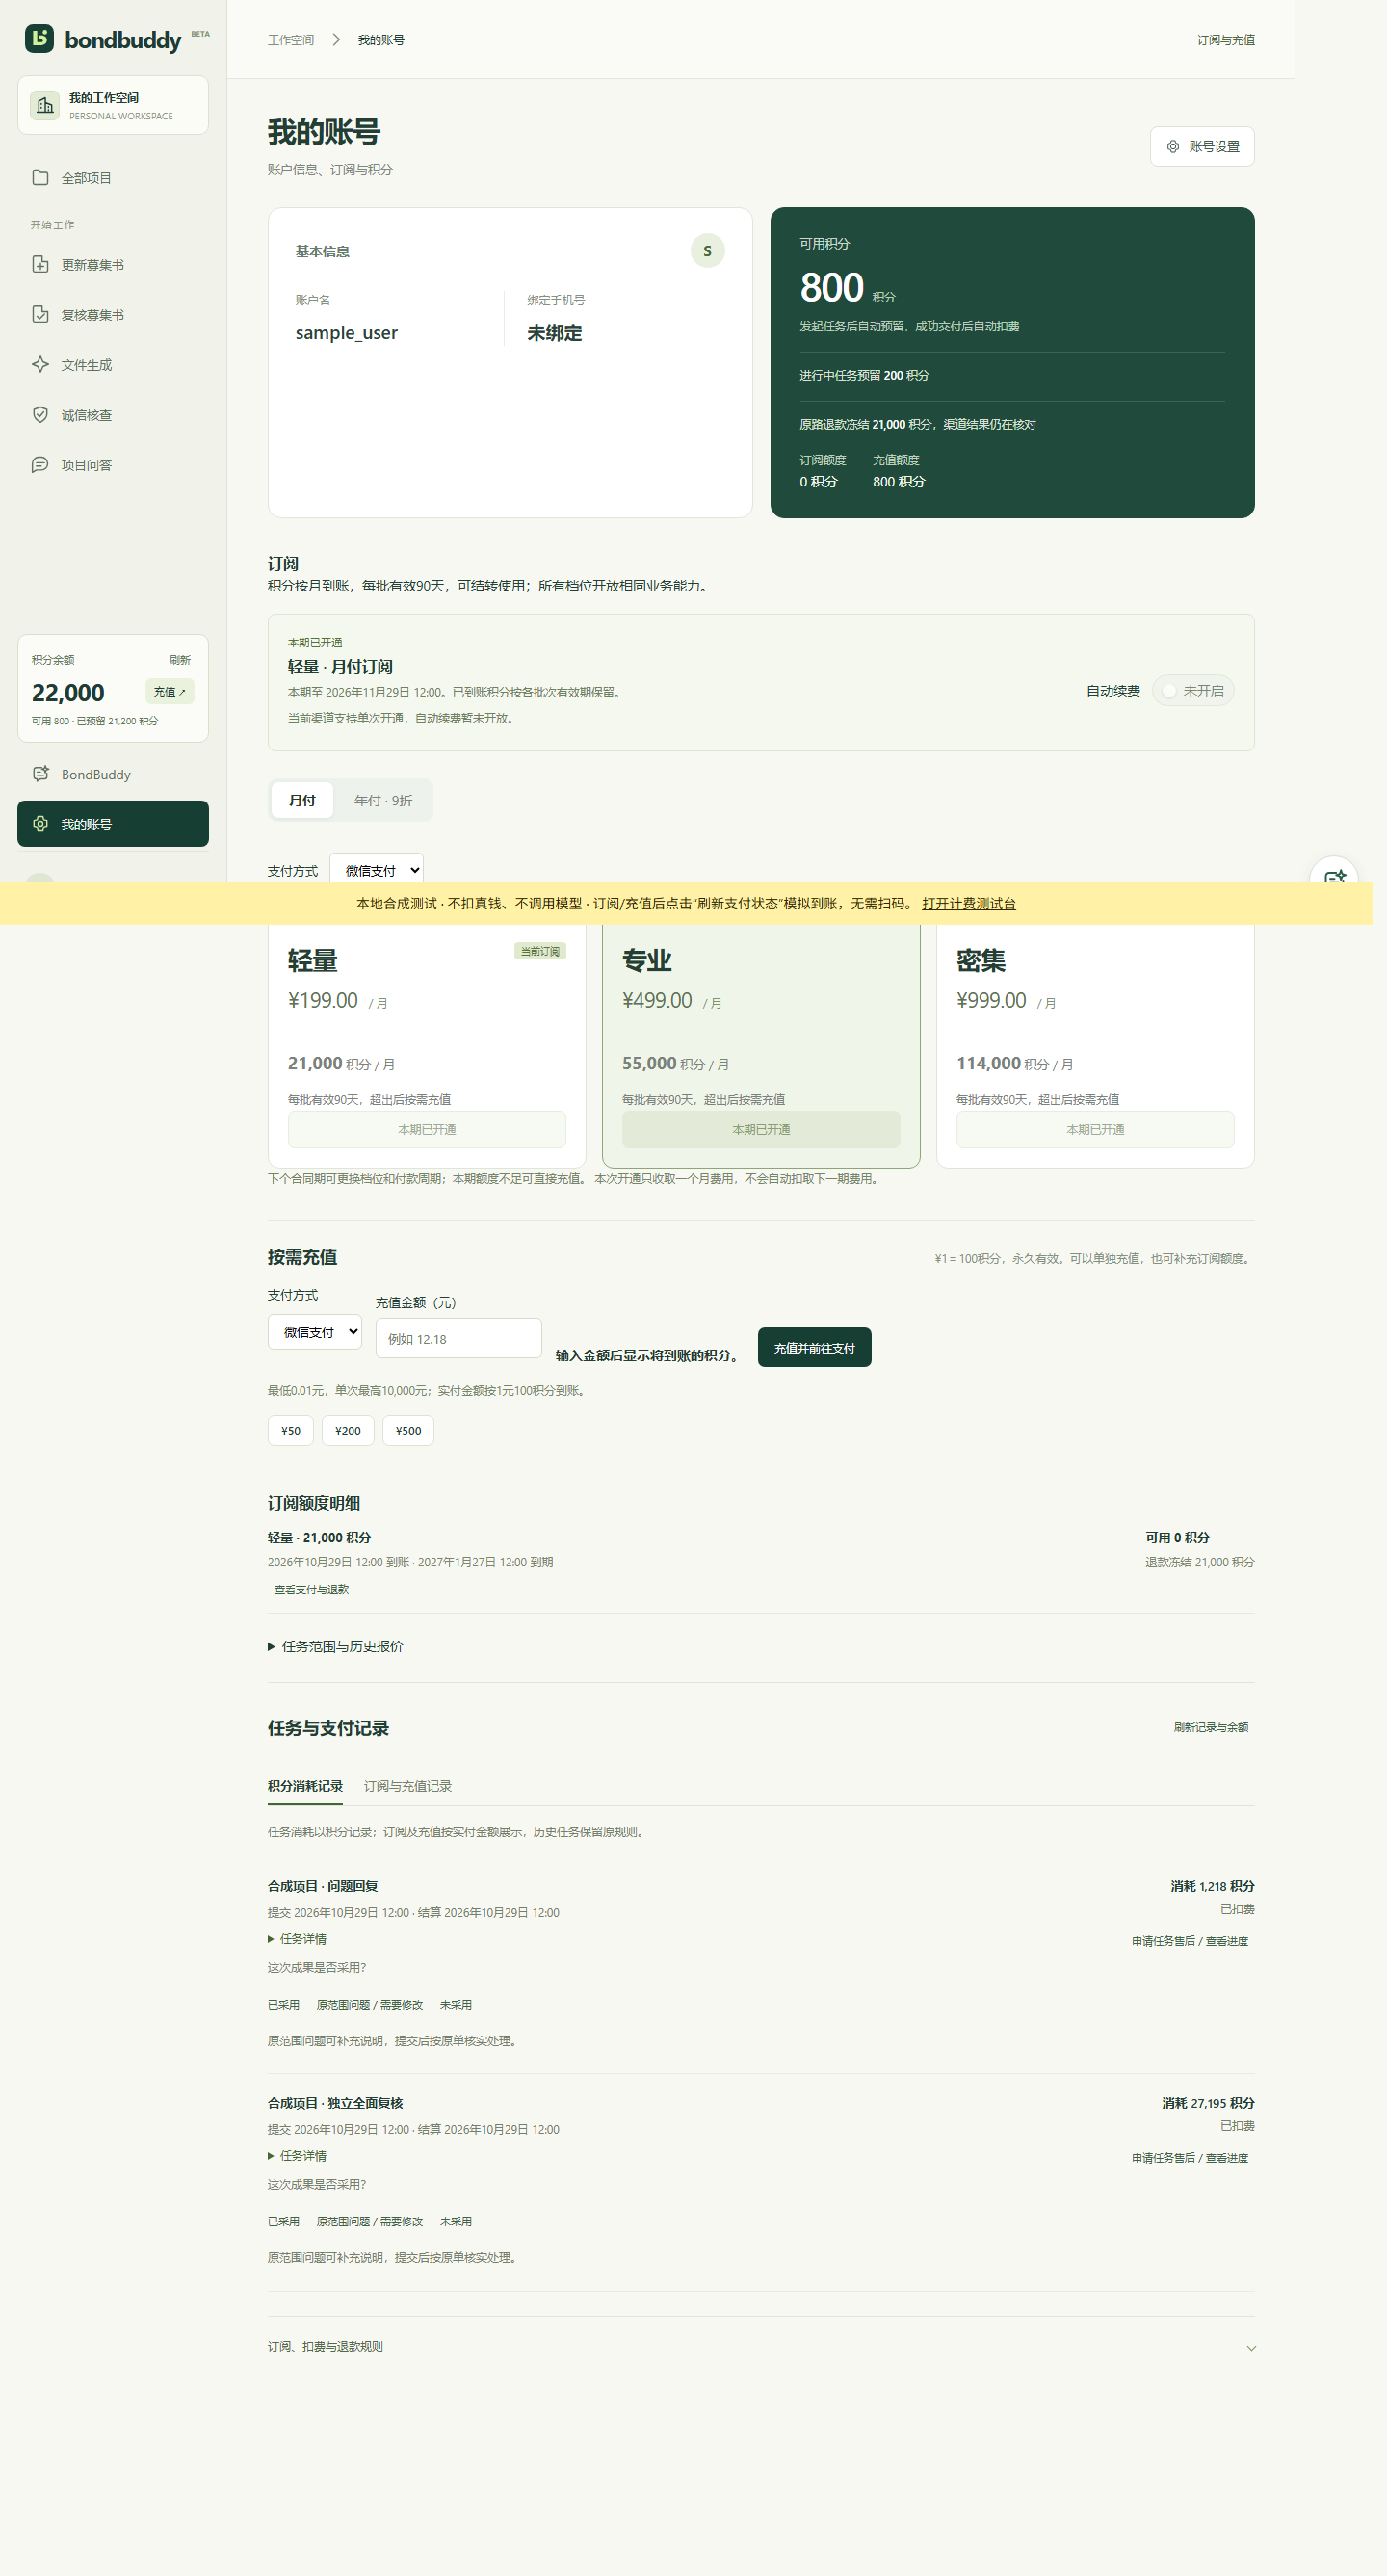 bondbuddy BETA
我的工作空间
PERSONAL WORKSPACE
全部项目
开始工作
更新募集书
复核募集书
文件生成
诚信核查
项目问答
积分余额 刷新
22,000 充值↗
可用 800 · 已预留 21,200 积分
BondBuddy
我的账号
工作空间 > 我的账号 订阅与充值
我的账号
账户信息、订阅与积分
账号设置
基本信息 S
账户名 绑定手机号
sample_user 未绑定
可用积分
800 积分
发起任务后自动预留，成功交付后自动扣费
进行中任务预留 200 积分
原路退款冻结 21,000 积分，渠道结果仍在核对
订阅额度 充值额度
0 积分 800 积分
订阅
积分按月到账，每批有效90天，可结转使用；所有档位开放相同业务能力。
本期已开通
轻量 · 月付订阅
本期至 2026年11月29日 12:00。已到账积分按各批次有效期保留。
当前渠道支持单次开通，自动续费暂未开放。
自动续费 未开启
月付 年付 · 9折
支付方式 微信支付
本地合成测试 · 不扣真钱、不调用模型 · 订阅/充值后点击“刷新支付状态”模拟到账，无需扫码。 打开计费测试台
轻量 当前订阅
¥199.00 / 月
21,000 积分 / 月
每批有效90天，超出后按需充值
本期已开通
专业
¥499.00 / 月
55,000 积分 / 月
每批有效90天，超出后按需充值
本期已开通
密集
¥999.00 / 月
114,000 积分 / 月
每批有效90天，超出后按需充值
本期已开通
下个合同期可更换档位和付款周期；本期额度不足可直接充值。 本次开通只收取一个月费用，不会自动扣取下一期费用。
按需充值 ¥1 = 100积分，永久有效。可以单独充值，也可补充订阅额度。
支付方式 充值金额（元）
微信支付 例如 12.18 输入金额后显示将到账的积分。 充值并前往支付
最低0.01元，单次最高10,000元；实付金额按1元100积分到账。
¥50 ¥200 ¥500
订阅额度明细
轻量 · 21,000 积分 可用 0 积分
2026年10月29日 12:00 到账 · 2027年1月27日 12:00 到期 退款冻结 21,000 积分
查看支付与退款
任务范围与历史报价
任务与支付记录 刷新记录与余额
积分消耗记录 订阅与充值记录
任务消耗以积分记录；订阅及充值按实付金额展示，历史任务保留原规则。
合成项目 · 问题回复 消耗 1,218 积分
提交 2026年10月29日 12:00 · 结算 2026年10月29日 12:00 已扣费
任务详情 申请任务售后 / 查看进度
这次成果是否采用？
已采用 原范围问题 / 需要修改 未采用
原范围问题可补充说明，提交后按原单核实处理。
合成项目 · 独立全面复核 消耗 27,195 积分
提交 2026年10月29日 12:00 · 结算 2026年10月29日 12:00 已扣费
任务详情 申请任务售后 / 查看进度
这次成果是否采用？
已采用 原范围问题 / 需要修改 未采用
原范围问题可补充说明，提交后按原单核实处理。
订阅、扣费与退款规则